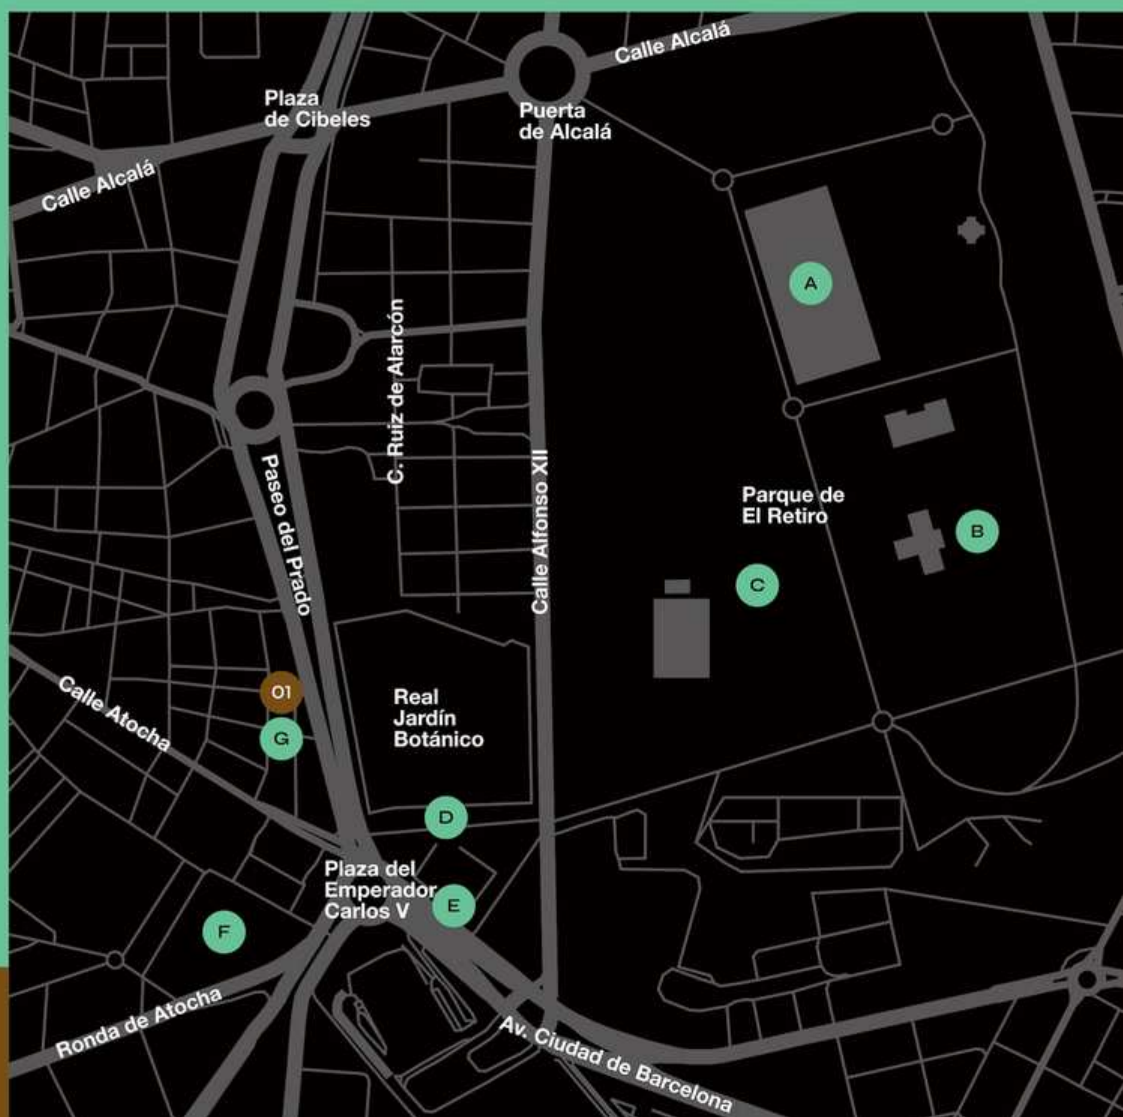 Calle Alcalá
Plaza
de Cibeles
Puerta
de Alcalá
Calle Alcalá
A
C. Ruiz de Alarcón
Paseo del Prado
Calle Alfonso XII
Parque de
El Retiro
B
C
01
G
Calle Atocha
Real
Jardín
Botánico
D
Plaza del
Emperador
Carlos V
E
F
Ronda de Atocha
Av. Ciudad de Barcelona